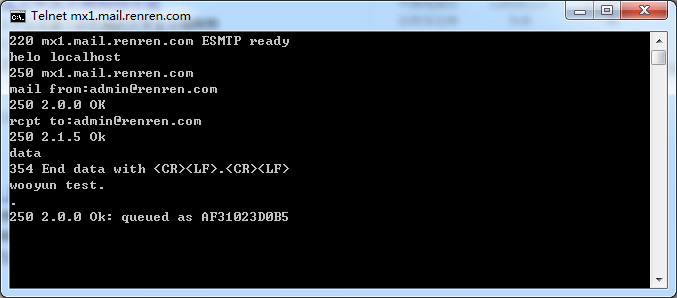 Telnet mx1.mail.renren.com
220 mx1.mail.renren.com ESMTP ready
helo localhost
250 mx1.mail.renren.com
mail from:admin@renren.com
250 2.0.0 OK
rcpt to:admin@renren.com
250 2.1.5 Ok
data
354 End data with <CR><LF>.<CR><LF>
wooyun test.
.
250 2.0.0 Ok: queued as AF31023D0B5